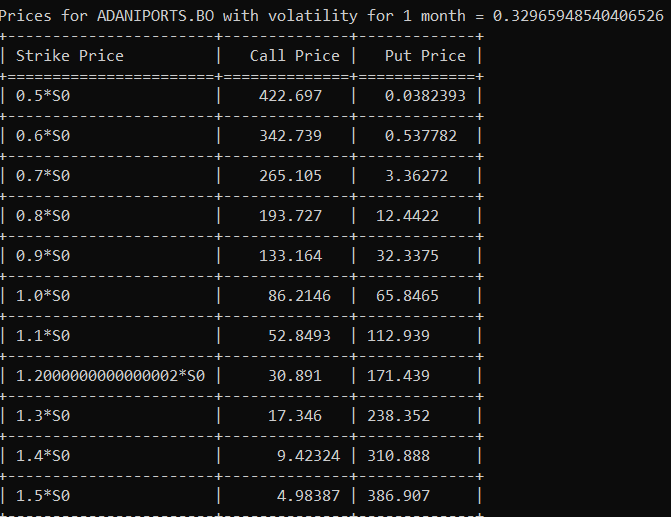 Prices for ADANIPORTS.BO with volatility for 1 month = 0.32965948540406526
+-----------------------+--------------+-------------+
| Strike Price          |   Call Price |   Put Price |
+=======================+==============+=============+
| 0.5*S0                |    422.697   |   0.0382393 |
+-----------------------+--------------+-------------+
| 0.6*S0                |    342.739   |   0.537782  |
+-----------------------+--------------+-------------+
| 0.7*S0                |    265.105   |   3.36272   |
+-----------------------+--------------+-------------+
| 0.8*S0                |    193.727   |  12.4422    |
+-----------------------+--------------+-------------+
| 0.9*S0                |    133.164   |  32.3375    |
+-----------------------+--------------+-------------+
| 1.0*S0                |     86.2146  |  65.8465    |
+-----------------------+--------------+-------------+
| 1.1*S0                |     52.8493  | 112.939     |
+-----------------------+--------------+-------------+
| 1.2000000000000002*S0 |     30.891   | 171.439     |
+-----------------------+--------------+-------------+
| 1.3*S0                |     17.346   | 238.352     |
+-----------------------+--------------+-------------+
| 1.4*S0                |      9.42324 | 310.888     |
+-----------------------+--------------+-------------+
| 1.5*S0                |      4.98387 | 386.907     |
+-----------------------+--------------+-------------+